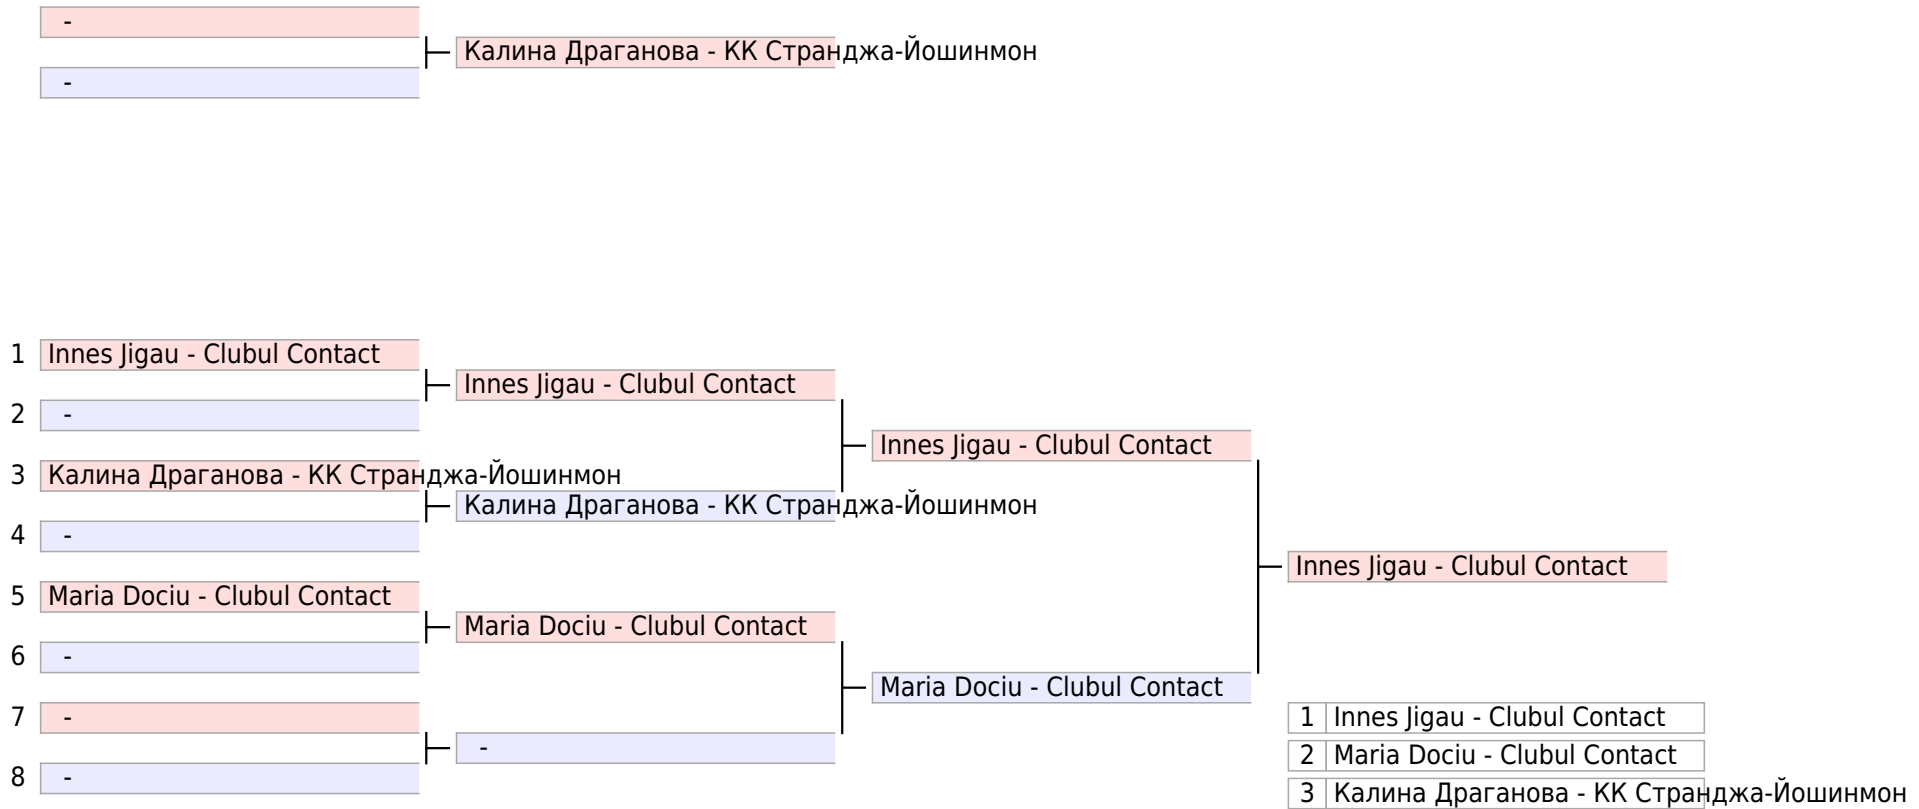 -
Калина Драганова - КК Странджа-Йошинмон
-
1 Innes Jigau - Clubul Contact
Innes Jigau - Clubul Contact
2 -
Innes Jigau - Clubul Contact
3 Калина Драганова - КК Странджа-Йошинмон
Калина Драганова - КК Странджа-Йошинмон
4 -
Innes Jigau - Clubul Contact
5 Maria Dociu - Clubul Contact
Maria Dociu - Clubul Contact
6 -
Maria Dociu - Clubul Contact
7 -
1 Innes Jigau - Clubul Contact
-
2 Maria Dociu - Clubul Contact
8 -
3 Калина Драганова - КК Странджа-Йошинмон